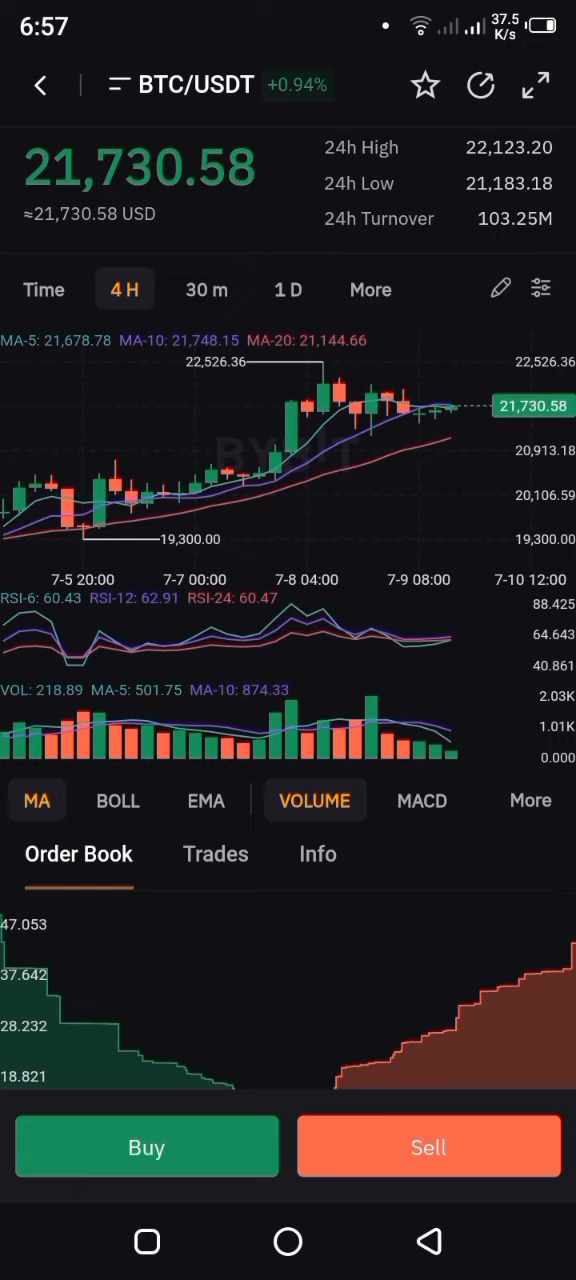 6:57
37.5
K/s
BTC/USDT +0.94%
21,730.58
≈21,730.58 USD
24h High 22,123.20
24h Low 21,183.18
24h Turnover 103.25M
Time 4 H 30 m 1 D More
MA-5: 21,678.78 MA-10: 21,748.15 MA-20: 21,144.66
22,526.36
22,526.36
21,730.58
BYBIT
20,913.18
20,106.59
19,300.00
19,300.00
7-5 20:00 7-7 00:00 7-8 04:00 7-9 08:00 7-10 12:00
RSI-6: 60.43 RSI-12: 62.91 RSI-24: 60.47
88.425
64.643
40.861
VOL: 218.89 MA-5: 501.75 MA-10: 874.33
2.03K
1.01K
0.000
MA BOLL EMA VOLUME MACD More
Order Book Trades Info
47.053
37.642
28.232
18.821
Buy Sell